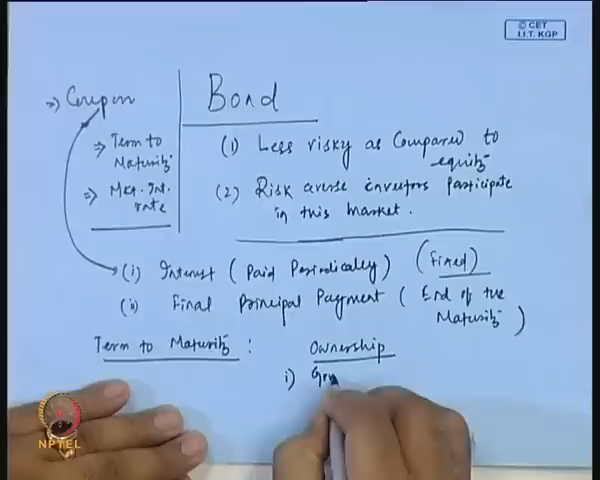 © CET
I.I.T. KGP
=> Coupon
Bond
=> Term to
Maturity
=> Mkt. Int.
rate
(1) Less risky as Compared to
equity
(2) Risk averse investors participate
in this market.
(i) Interest (Paid Periodically) (Fixed)
(ii) Final Principal Payment ( End of the
Maturity )
Term to Maturity :
Ownership
i) Gov
NPTEL